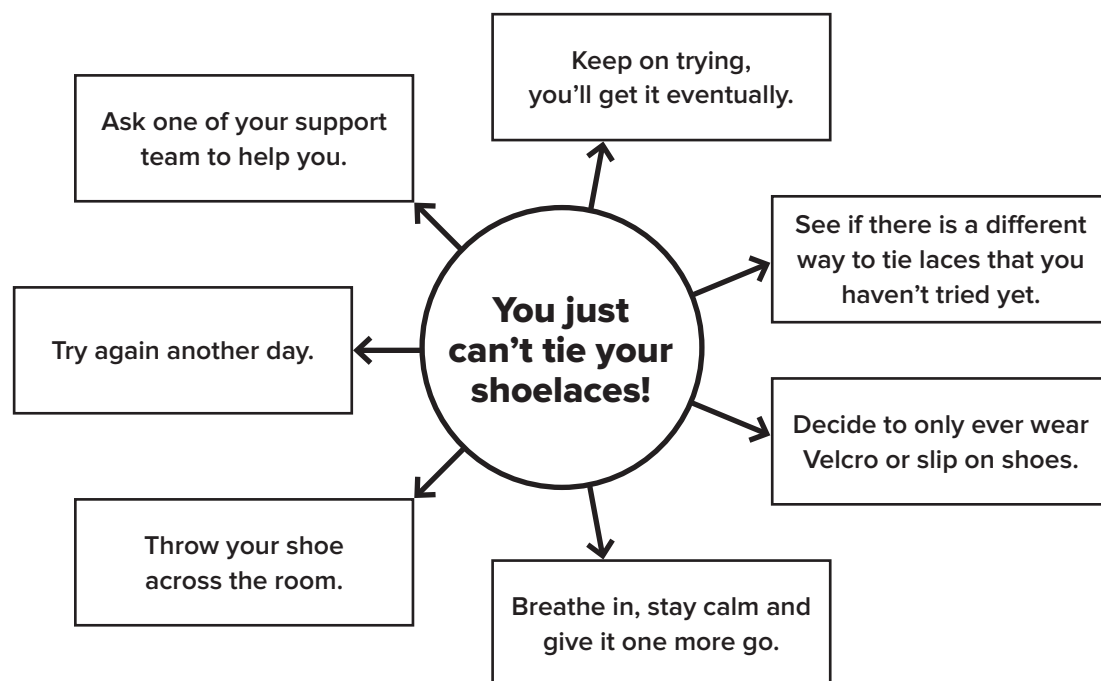 Keep on trying,
you’ll get it eventually.
Ask one of your support
team to help you.
See if there is a different
way to tie laces that you
haven’t tried yet.
You just
can’t tie your
shoelaces!
Try again another day.
Decide to only ever wear
Velcro or slip on shoes.
Throw your shoe
across the room.
Breathe in, stay calm and
give it one more go.